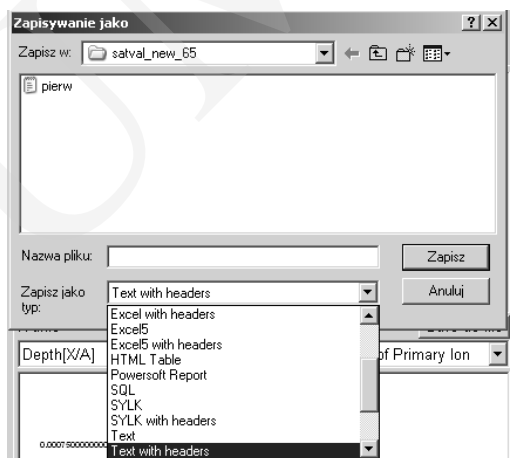 Zapisywanie jako
Zapisz w: satval_new_65
pierw
Nazwa pliku: Zapisz
Zapisz jako typ: Text with headers Anuluj
Excel with headers
Excel5
Excel5 with headers
HTML Table
Powersoft Report
SQL
SYLK
SYLK with headers
Text
Text with headers
Depth[X/A] of Primary Ion